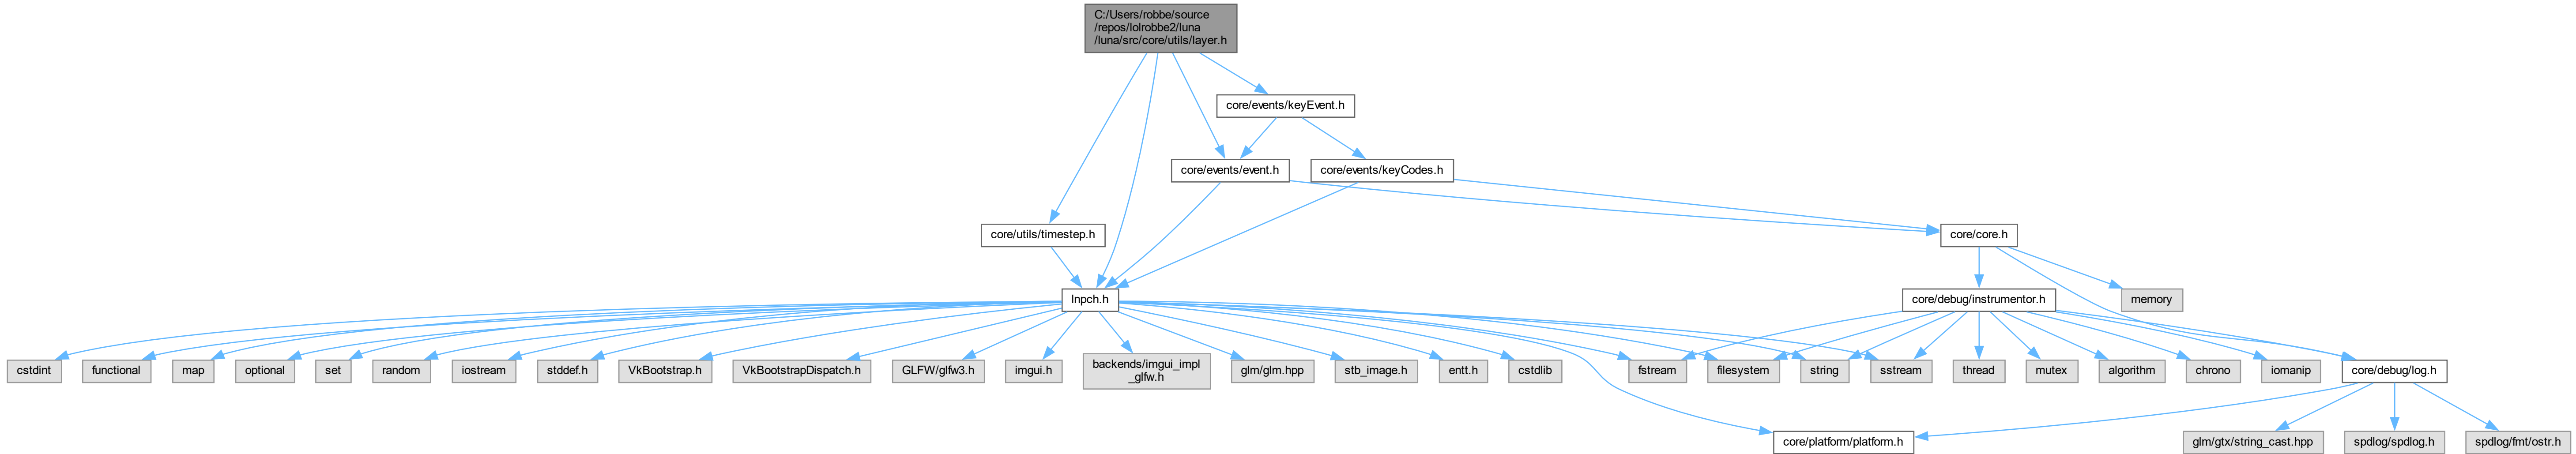 C:/Users/robbe/source
/repos/lolrobbe2/luna
/luna/src/core/utils/layer.h
core/events/keyEvent.h
core/events/event.h
core/events/keyCodes.h
core/utils/timestep.h
core/core.h
lnpch.h
core/debug/instrumentor.h
memory
cstdint
functional
map
optional
set
random
iostream
stddef.h
VkBootstrap.h
VkBootstrapDispatch.h
GLFW/glfw3.h
imgui.h
backends/imgui_impl
_glfw.h
glm/glm.hpp
stb_image.h
entt.h
cstdlib
fstream
filesystem
string
sstream
thread
mutex
algorithm
chrono
iomanip
core/debug/log.h
core/platform/platform.h
glm/gtx/string_cast.hpp
spdlog/spdlog.h
spdlog/fmt/ostr.h